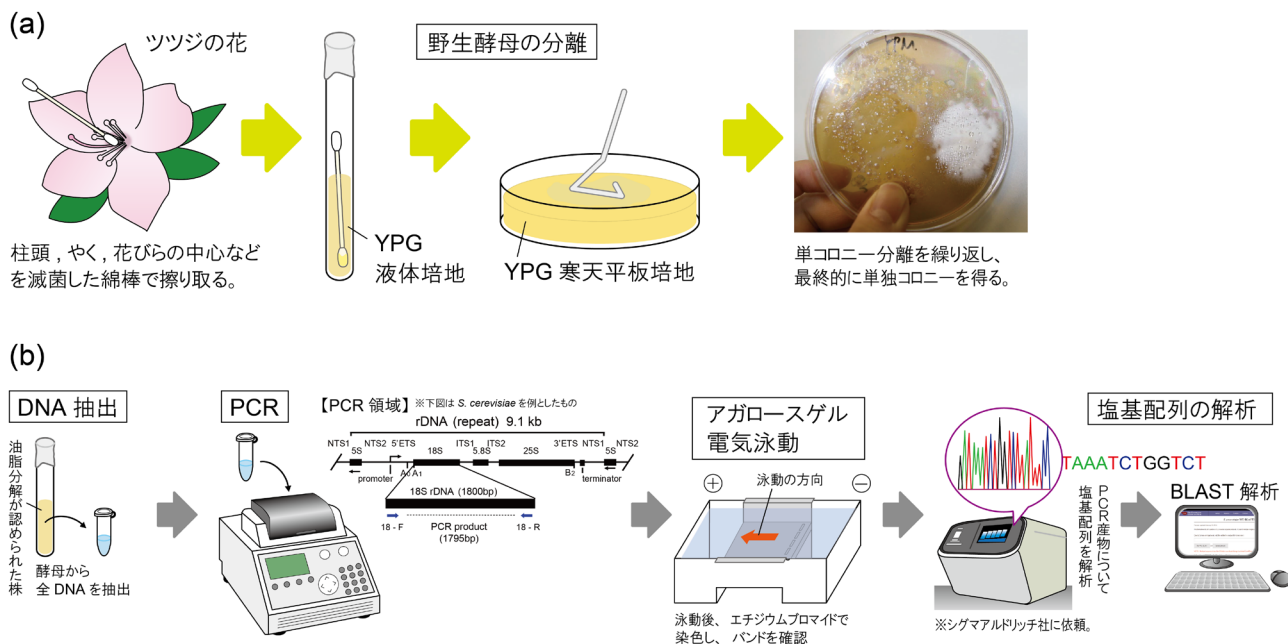 (a)
ツツジの花
野生酵母の分離
柱頭 , やく , 花びらの中心など
を滅菌した綿棒で擦り取る。
YPG
液体培地
YPG 寒天平板培地
YPM
単コロニー分離を繰り返し、
最終的に単独コロニーを得る。
(b)
DNA 抽出
油脂分解が認められた株
酵母から
全 DNA を抽出
PCR
【PCR 領域】 ※下図は S. cerevisiae を例としたもの
rDNA (repeat) 9.1 kb
NTS1 NTS2 5'ETS ITS1 ITS2 3'ETS NTS1 NTS2
5S 18S 5.8S 25S 5S
promoter A0 A1 B2 terminator
18S rDNA (1800bp)
18 - F PCR product 18 - R
(1795bp)
アガロースゲル
電気泳動
+ −
泳動の方向
泳動後、 エチジウムブロマイドで
染色し、 バンドを確認
塩基配列の解析
TAAATCTGGTCT
PCR産物について
塩基配列を解析
※シグマアルドリッチ社に依頼。
BLAST 解析